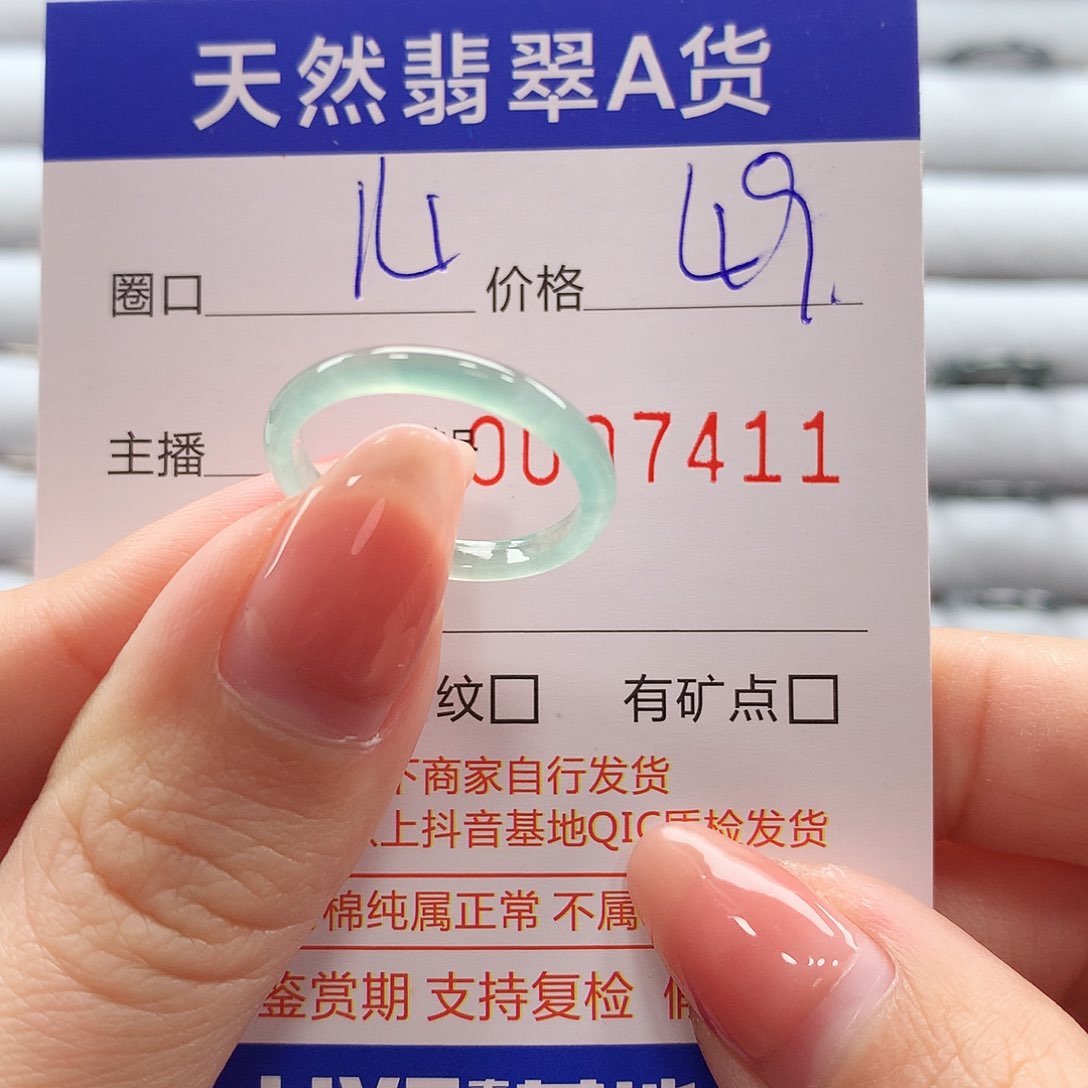 天然翡翠A货
圈口 14 价格 49.
主播 0007411
纹□ 有矿点□
下商家自行发货
以上抖音基地QIC质检发货
棉纯属正常 不属
鉴赏期 支持复检